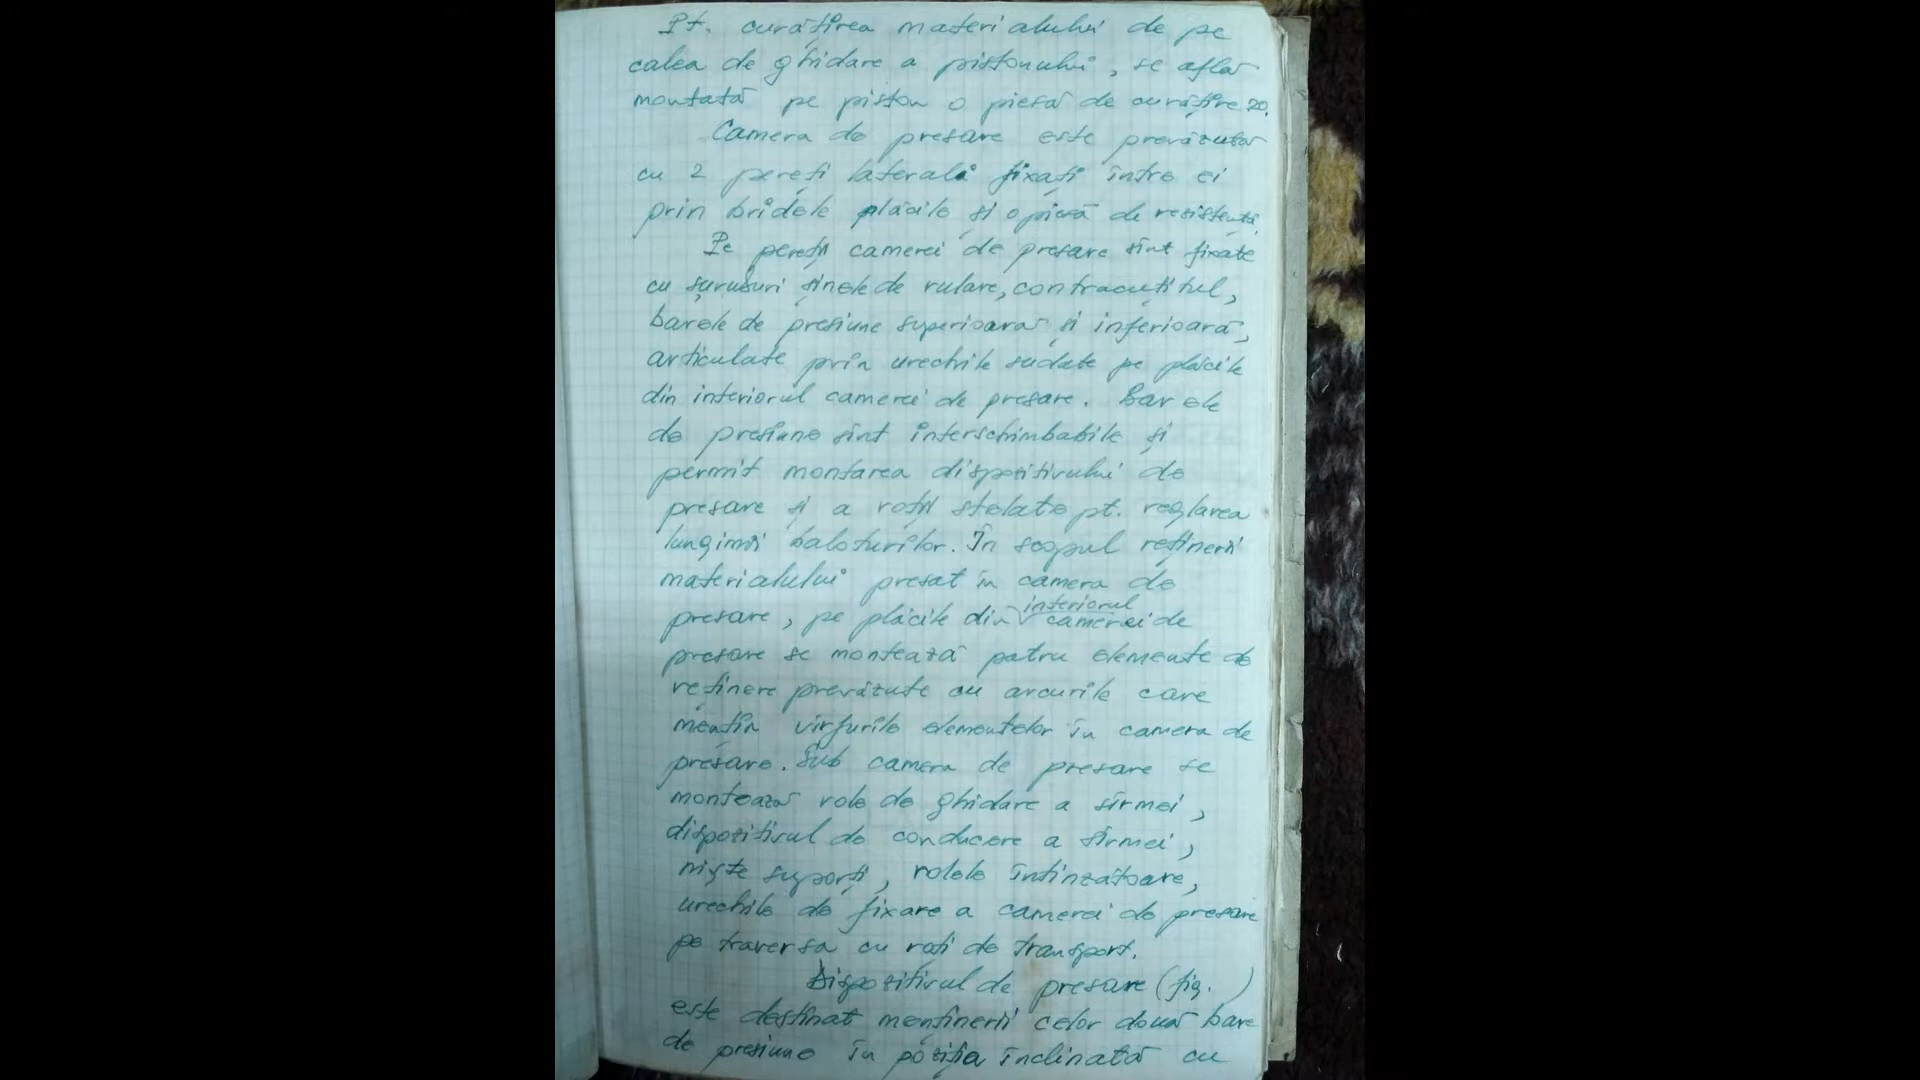 Pt. curățirea materialului de pe
calea de ghidare a pistonului, se află
montată pe piston o piesă de curățire 20.
Camera de presare este prevăzută
cu 2 pereți laterali fixați între ei
prin bridele plăcile și o piesă de rezistență.
Pe pereții camerei de presare sînt fixate
cu șuruburi șinele de rulare, contracuțitul,
barele de presiune superioară și inferioară,
articulate prin urechile sudate pe plăcile
din interiorul camerei de presare. Barele
de presiune sînt interschimbabile și
permit montarea dispozitivului de
presare și a roții stelate pt. reglarea
lungimii baloturilor. În scopul reținerii
materialului presat în camera de
presare, pe plăcile din interiorul camerei de
presare se montează patru elemente de
reținere prevăzute cu arcurile care
mențin vîrfurile elementelor în camera de
presare. Sub camera de presare se
montează role de ghidare a sîrmei,
dispozitivul de conducere a sîrmei,
niște suporți, rolele întinzătoare,
urechile de fixare a camerei de presare
pe traversa cu roți de transport.
Dispozitivul de presare (fig. )
este destinat menținerii celor două bare
de presiune în poziția înclinată cu